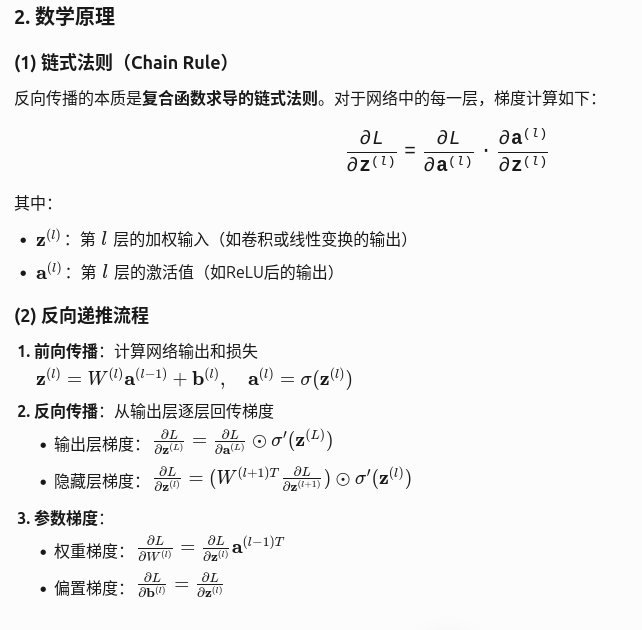 2. 数学原理
(1) 链式法则（Chain Rule）
反向传播的本质是复合函数求导的链式法则。对于网络中的每一层，梯度计算如下：
∂L/∂𝐳⁽ˡ⁾ = ∂L/∂𝐚⁽ˡ⁾ · ∂𝐚⁽ˡ⁾/∂𝐳⁽ˡ⁾
其中：
• 𝐳⁽ˡ⁾：第 l 层的加权输入（如卷积或线性变换的输出）
• 𝐚⁽ˡ⁾：第 l 层的激活值（如ReLU后的输出）
(2) 反向递推流程
1. 前向传播：计算网络输出和损失
𝐳⁽ˡ⁾ = W⁽ˡ⁾𝐚⁽ˡ⁻¹⁾ + 𝐛⁽ˡ⁾, 𝐚⁽ˡ⁾ = σ(𝐳⁽ˡ⁾)
2. 反向传播：从输出层逐层回传梯度
• 输出层梯度：∂L/∂𝐳⁽ᴸ⁾ = ∂L/∂𝐚⁽ᴸ⁾ ⊙ σ′(𝐳⁽ᴸ⁾)
• 隐藏层梯度：∂L/∂𝐳⁽ˡ⁾ = (W⁽ˡ⁺¹⁾ᵀ ∂L/∂𝐳⁽ˡ⁺¹⁾) ⊙ σ′(𝐳⁽ˡ⁾)
3. 参数梯度：
• 权重梯度：∂L/∂W⁽ˡ⁾ = ∂L/∂𝐳⁽ˡ⁾ 𝐚⁽ˡ⁻¹⁾ᵀ
• 偏置梯度：∂L/∂𝐛⁽ˡ⁾ = ∂L/∂𝐳⁽ˡ⁾